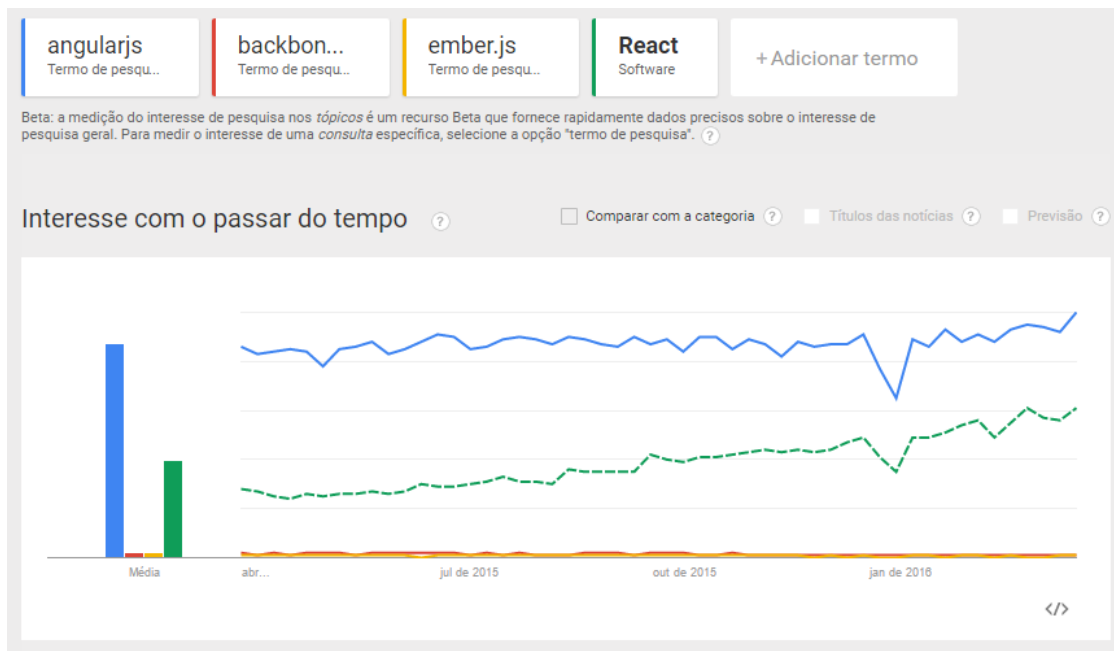 angularjs
Termo de pesqu...
backbon...
Termo de pesqu...
ember.js
Termo de pesqu...
React
Software
+Adicionar termo
Beta: a medição do interesse de pesquisa nos tópicos é um recurso Beta que fornece rapidamente dados precisos sobre o interesse de
pesquisa geral. Para medir o interesse de uma consulta específica, selecione a opção "termo de pesquisa". ?
Interesse com o passar do tempo ?
Comparar com a categoria ?
Títulos das notícias ?
Previsão ?
Média
abr...
jul de 2015
out de 2015
jan de 2016
</>